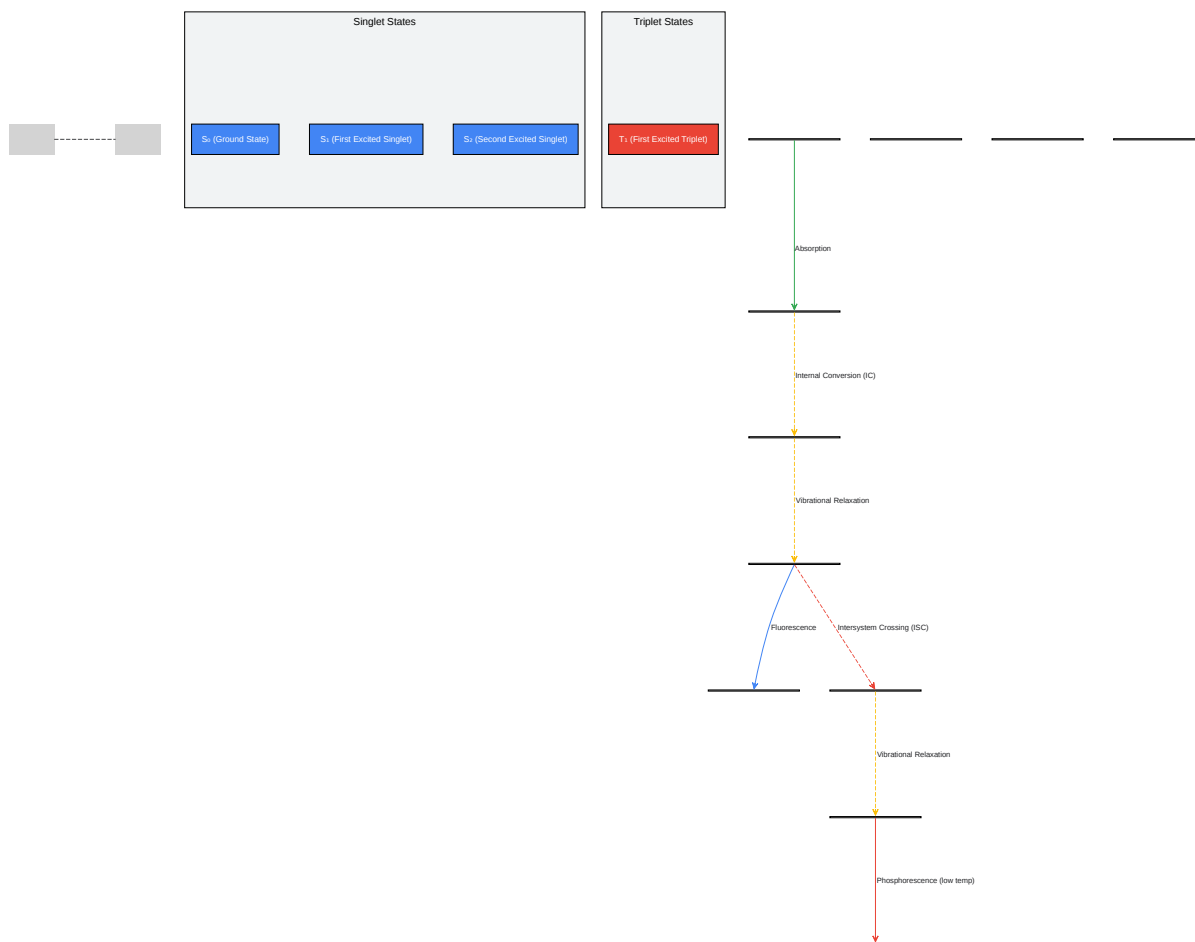 Singlet States
Triplet States
S₀ (Ground State)
S₁ (First Excited Singlet)
S₂ (Second Excited Singlet)
T₁ (First Excited Triplet)
Absorption
Internal Conversion (IC)
Vibrational Relaxation
Fluorescence
Intersystem Crossing (ISC)
Vibrational Relaxation
Phosphorescence (low temp)